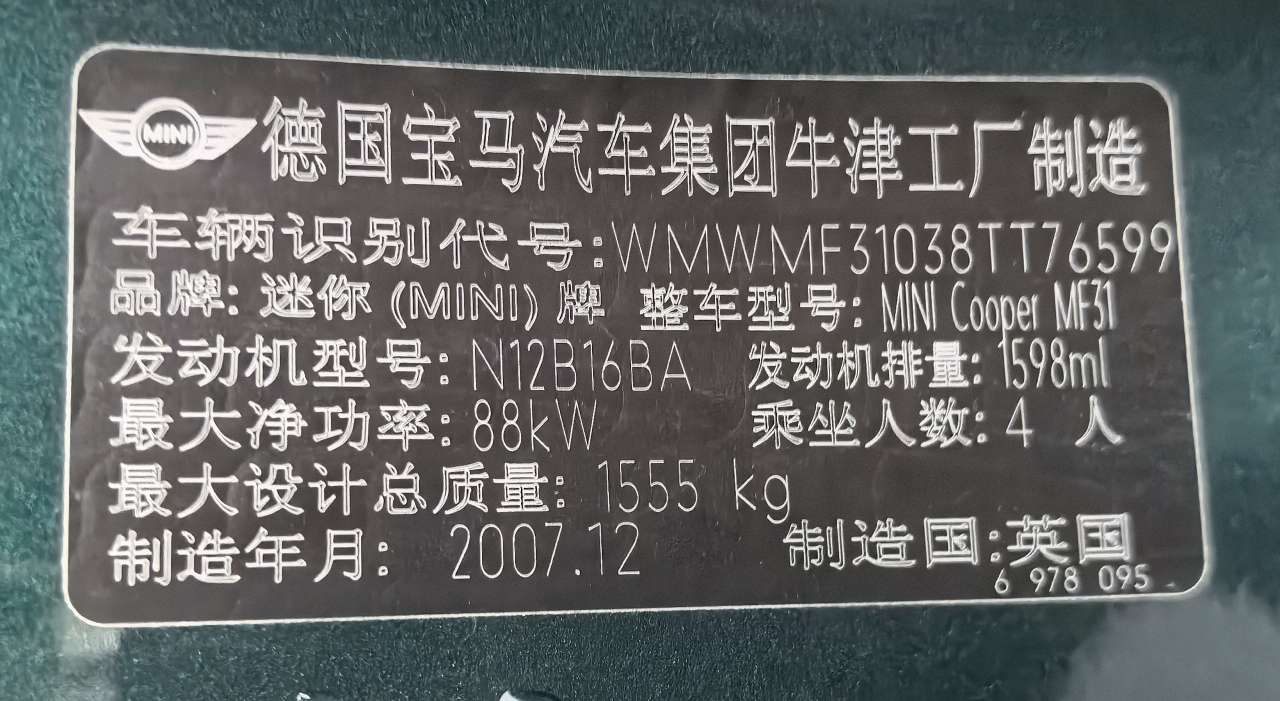 MINI 德国宝马汽车集团牛津工厂制造
车辆识别代号:WMWMF31038TT76599
品牌: 迷你 (MINI) 牌 整车型号: MINI Cooper MF31
发动机型号: N12B16BA 发动机排量: 1598ml
最大净功率: 88kW 乘坐人数: 4 人
最大设计总质量: 1555 kg
制造年月: 2007.12 制造国:英国
6 978 095